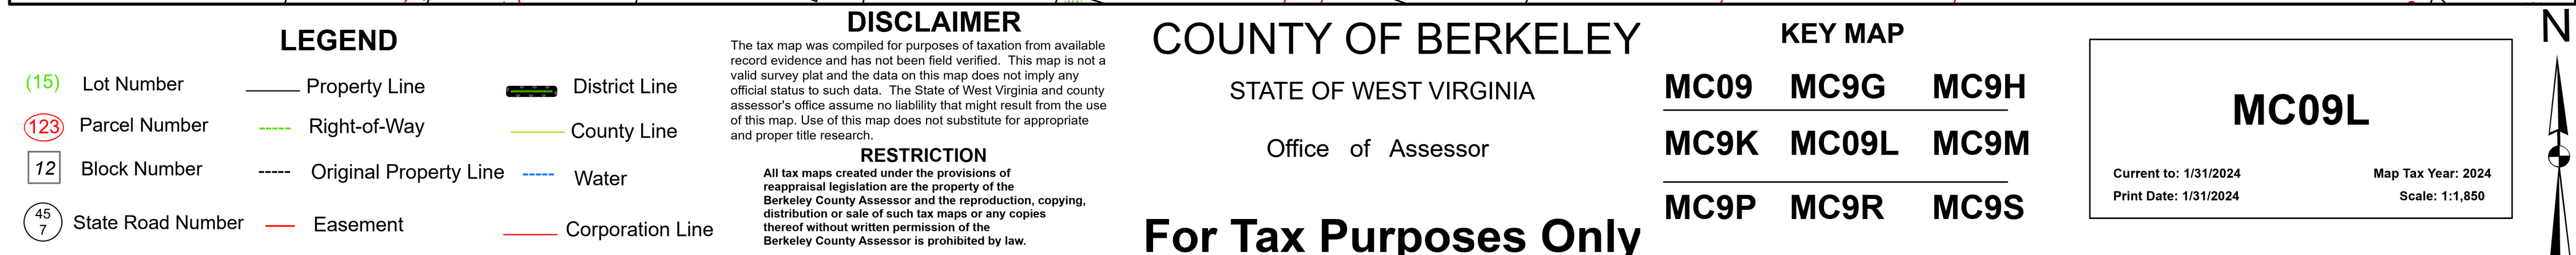 LEGEND
(15) Lot Number
Property Line
District Line
123 Parcel Number
Right-of-Way
County Line
12 Block Number
Original Property Line
Water
45
7
State Road Number
Easement
Corporation Line
DISCLAIMER
The tax map was compiled for purposes of taxation from available
record evidence and has not been field verified. This map is not a
valid survey plat and the data on this map does not imply any
official status to such data. The State of West Virginia and county
assessor's office assume no liablility that might result from the use
of this map. Use of this map does not substitute for appropriate
and proper title research.
RESTRICTION
All tax maps created under the provisions of
reappraisal legislation are the property of the
Berkeley County Assessor and the reproduction, copying,
distribution or sale of such tax maps or any copies
thereof without written permission of the
Berkeley County Assessor is prohibited by law.
COUNTY OF BERKELEY
STATE OF WEST VIRGINIA
Office of Assessor
For Tax Purposes Only
KEY MAP
MC09 MC9G MC9H
MC9K MC09L MC9M
MC9P MC9R MC9S
MC09L
Current to: 1/31/2024
Map Tax Year: 2024
Print Date: 1/31/2024
Scale: 1:1,850
N